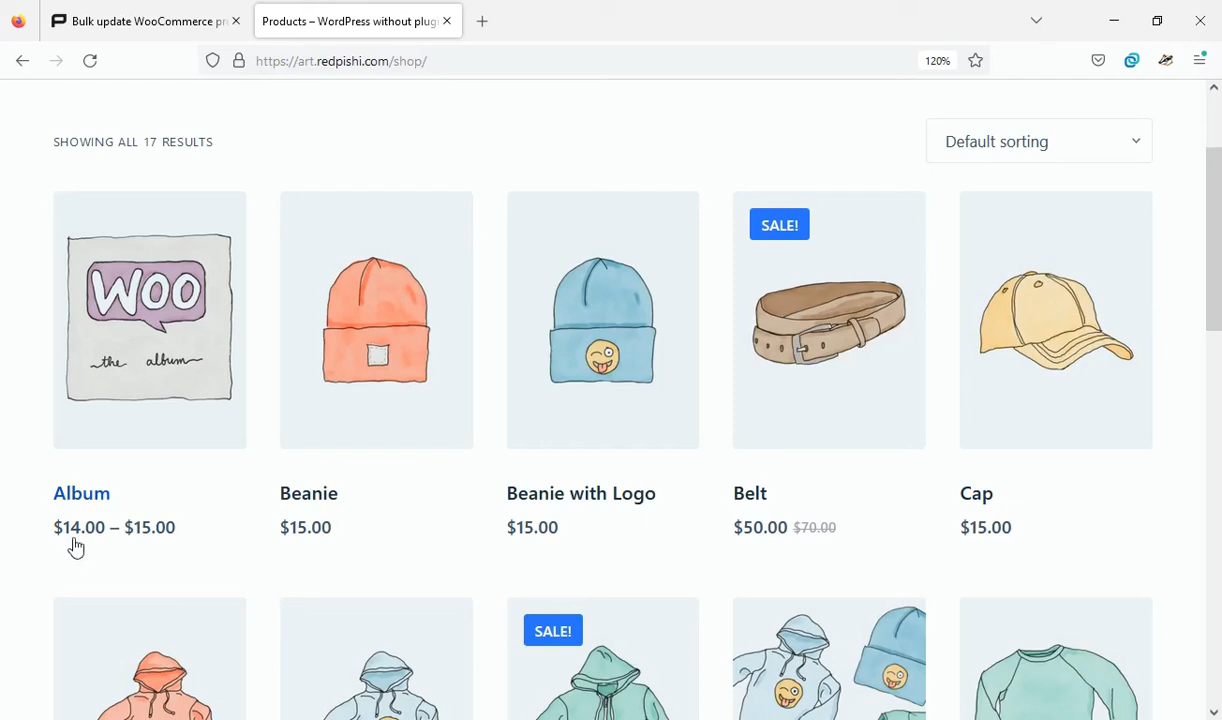 Bulk update WooCommerce pr
Products – WordPress without plug
https://art.redpishi.com/shop/
120%
SHOWING ALL 17 RESULTS
Default sorting
WOO
the album
SALE!
Album
Beanie
Beanie with Logo
Belt
Cap
$14.00 – $15.00
$15.00
$15.00
$50.00 $70.00
$15.00
SALE!